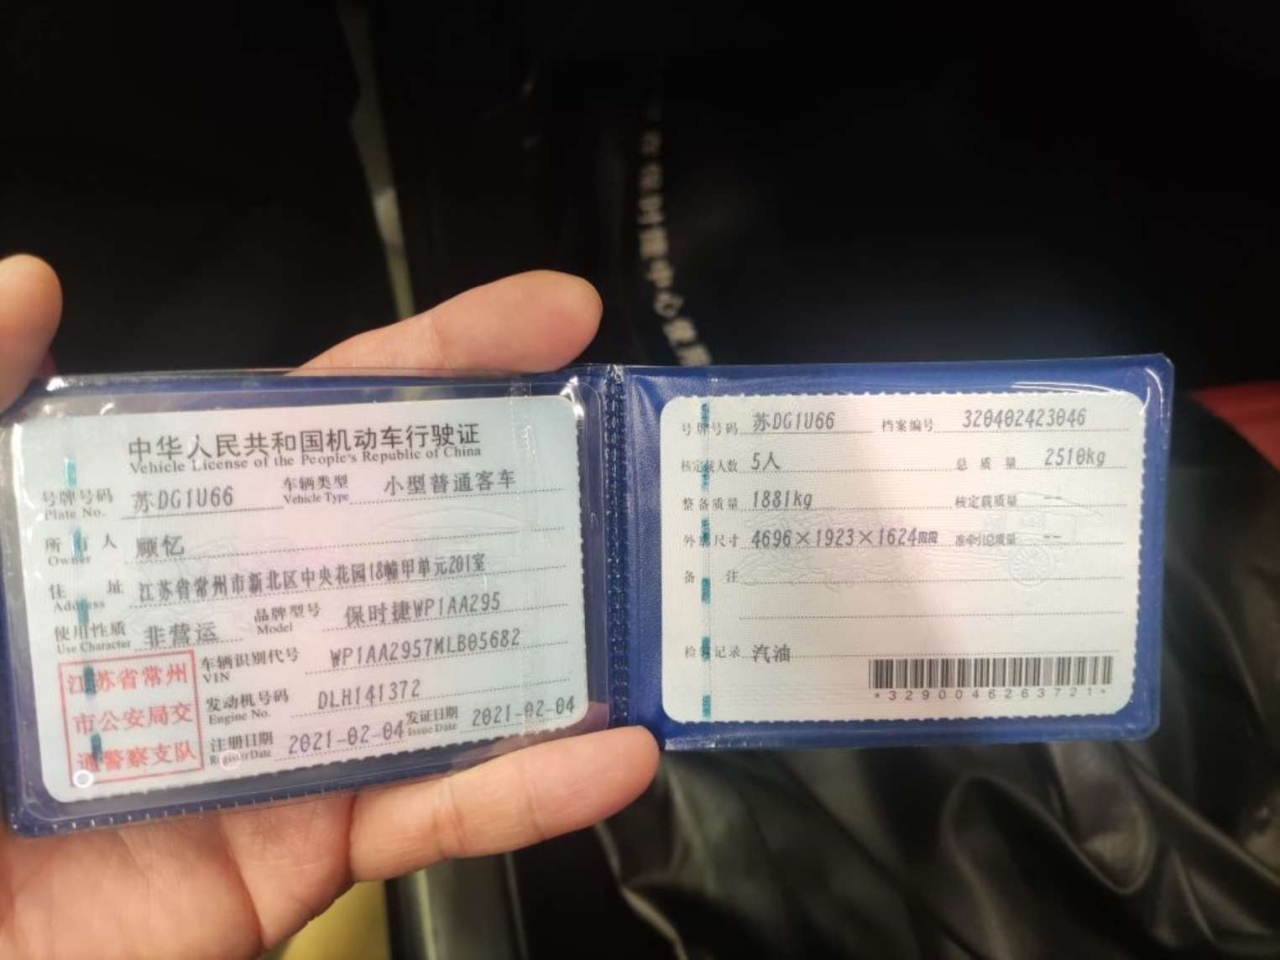 中华人民共和国机动车行驶证
Vehicle License of the People's Republic of China
号牌号码 苏DG1U66 车辆类型 小型普通客车
Plate No. Vehicle Type
所有人 顾忆
Owner
住址 江苏省常州市新北区中央花园18幢甲单元201室
Address
使用性质 非营运 品牌型号 保时捷WP1AA295
Use Character Model
江苏省常州
市公安局交
通警察支队
车辆识别代号 WP1AA2957MLB05682
VIN
发动机号码 DLH141372
Engine No.
注册日期 2021-02-04 发证日期 2021-02-04
Register Date Issue Date
号牌号码 苏DG1U66 档案编号 320402423046
核定载人数 5人 总质量 2510kg
整备质量 1881kg 核定载质量 --
外廓尺寸 4696×1923×1624 准牵引总质量 --
备注
检验记录 汽油
*3290046263721*